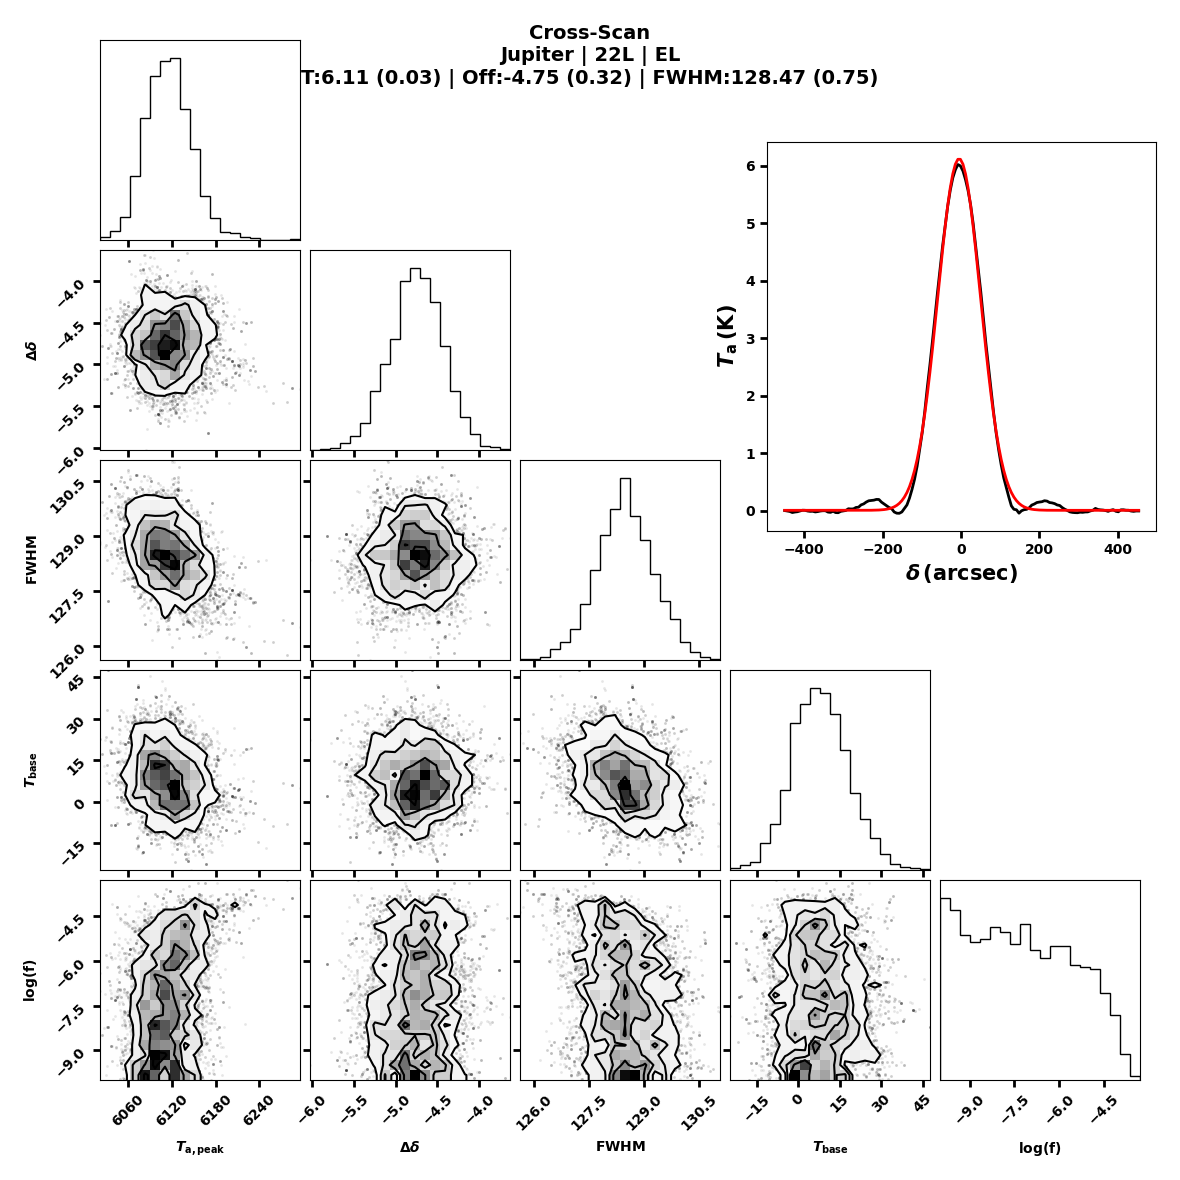 Cross-Scan
Jupiter | 22L | EL
T:6.11 (0.03) | Off:-4.75 (0.32) | FWHM:128.47 (0.75)
6
5
4
3
2
1
0
Ta (K)
−400 −200 0 200 400
δ (arcsec)
Δδ
−4.0
−4.5
−5.0
−5.5
−6.0
FWHM
130.5
129.0
127.5
126.0
Tbase
45
30
15
0
−15
log(f)
−4.5
−6.0
−7.5
−9.0
6060 6120 6180 6240 −6.0 −5.5 −5.0 −4.5 −4.0 126.0 127.5 129.0 130.5 −15 0 15 30 45 −9.0 −7.5 −6.0 −4.5
Ta,peak Δδ FWHM Tbase log(f)